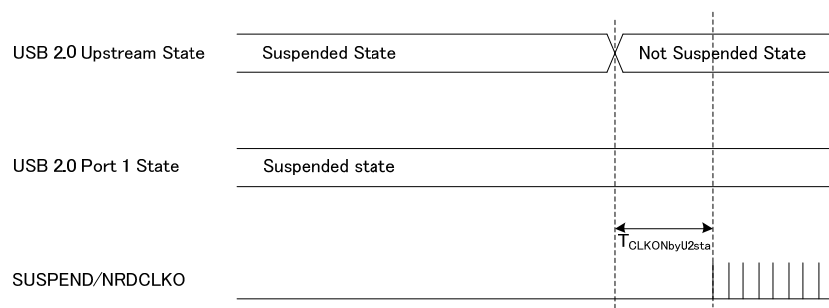 USB 2.0 Upstream State
Suspended State
Not Suspended State
USB 2.0 Port 1 State
Suspended state
TCLKONbyU2sta
SUSPEND/NRDCLKO